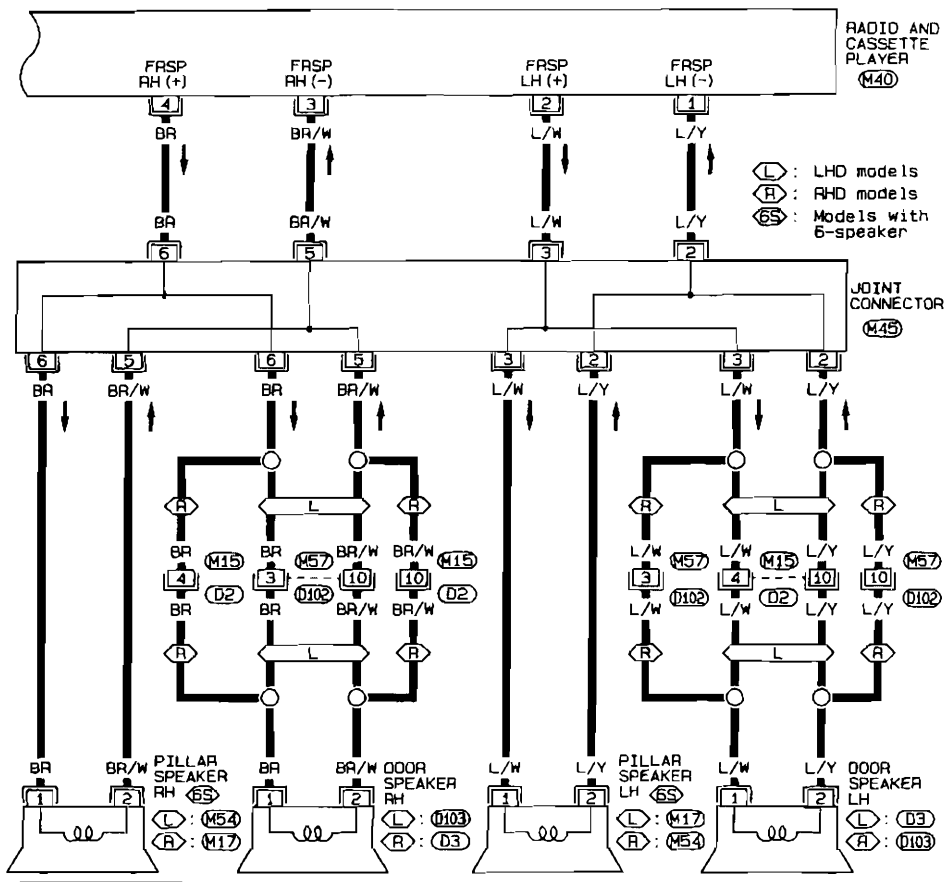 RADIO AND
CASSETTE
PLAYER
M40
FRSP FRSP FRSP FRSP
RH(+) RH(-) LH(+) LH(-)
4 3 2 1
BR BR/W L/W L/Y
L : LHD models
R : RHD models
6S : Models with
6-speaker
BR BR/W L/W L/Y
6 5 3 2
JOINT
CONNECTOR
M45
6 5 6 5 3 2 3 2
BR BR/W BR BR/W L/W L/Y L/W L/Y
R L R R L R
BR BR BR/W BR/W L/W L/W L/Y L/Y
M15 M57 M15 M57 M15 M57
4 3 10 10 3 4 10 10
D2 D102 D2 D102 D2 D102
BR BR BR/W BR/W L/W L/W L/Y L/Y
R L R R L R
BR BR/W BR BR/W L/W L/Y L/W L/Y
1 2 1 2 1 2 1 2
PILLAR
SPEAKER
RH 6S
L : M54
R : M17
DOOR
SPEAKER
RH
L : D103
R : D3
PILLAR
SPEAKER
LH 6S
L : M17
R : M54
DOOR
SPEAKER
LH
L : D3
R : D103